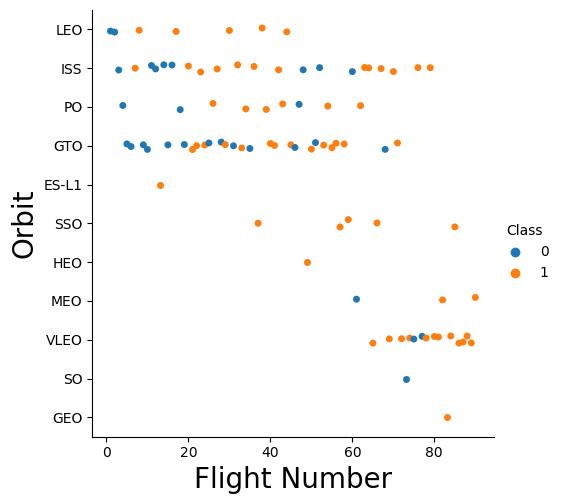 LEO
ISS
PO
GTO
ES-L1
SSO
HEO
MEO
VLEO
SO
GEO
Orbit
0 20 40 60 80
Flight Number
Class
0
1